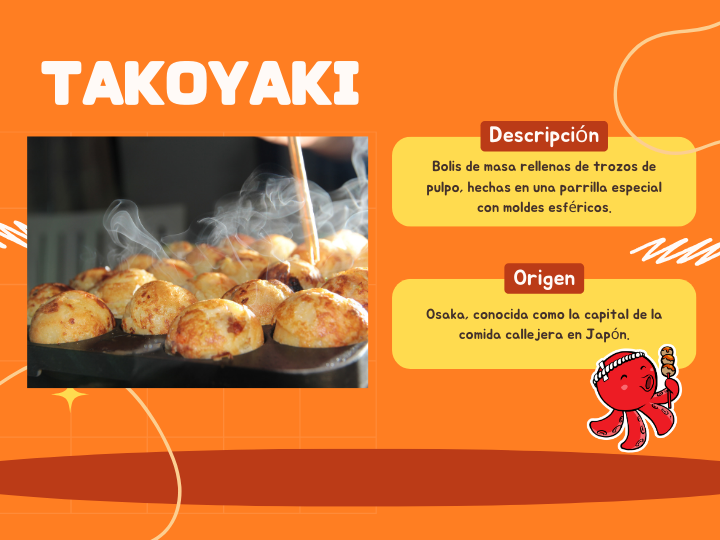 TAKOYAKI
Descripción
Bolis de masa rellenas de trozos de
pulpo, hechas en una parrilla especial
con moldes esféricos.
Origen
Osaka, conocida como la capital de la
comida callejera en Japón.